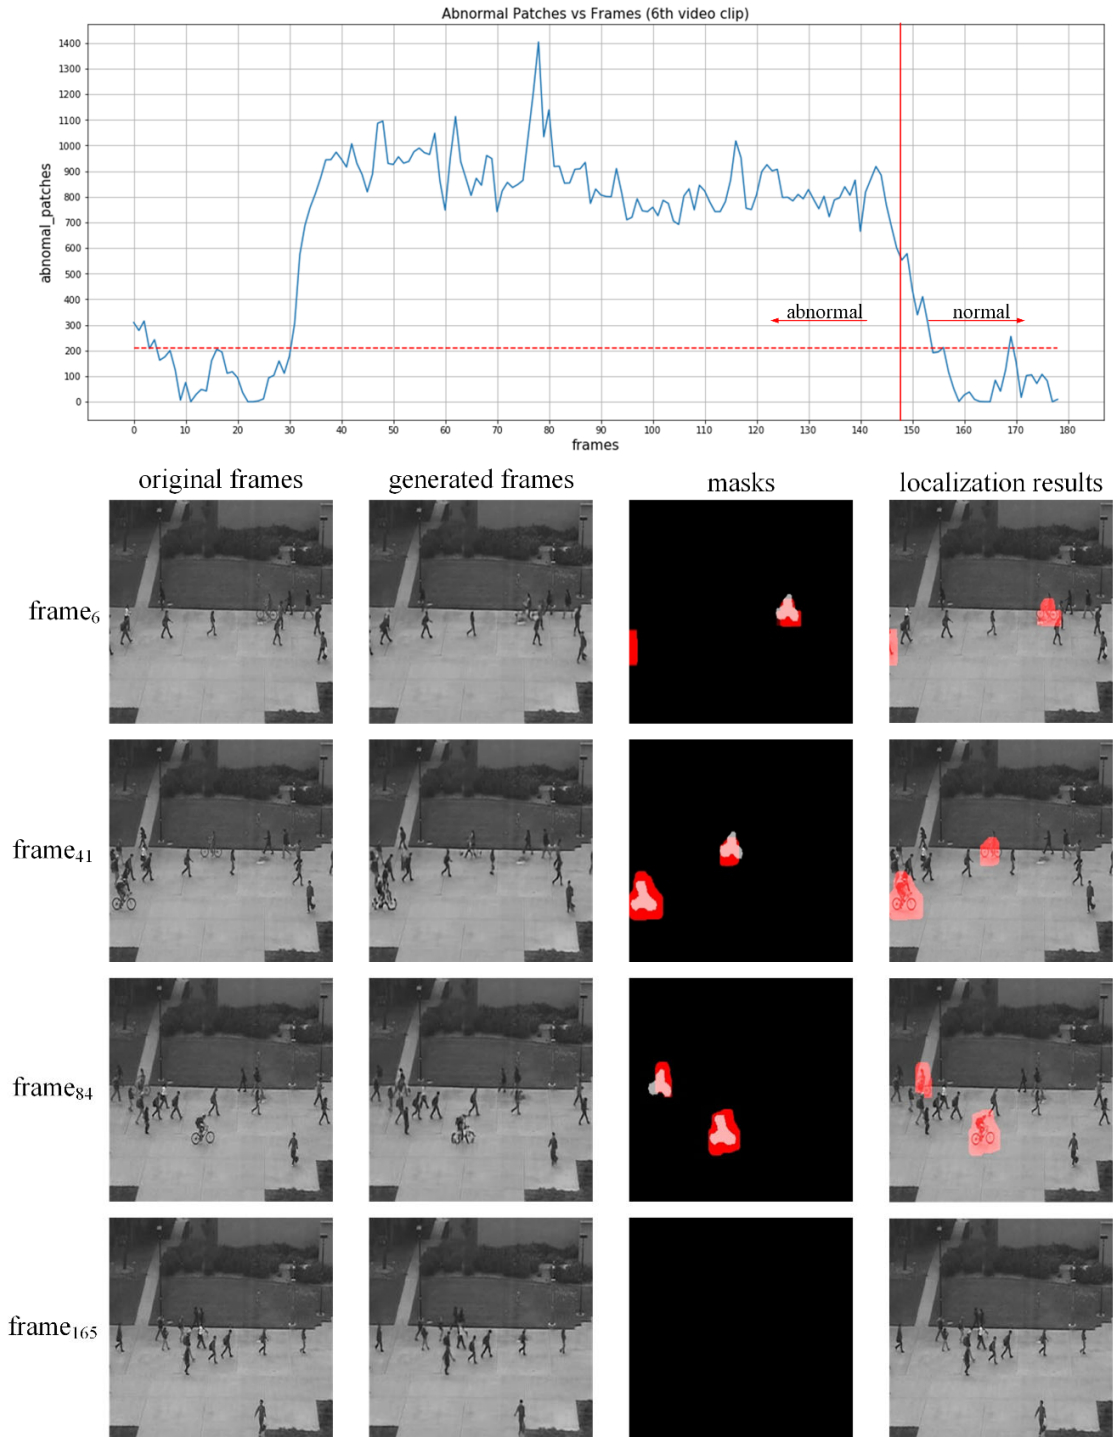 Abnormal Patches vs Frames (6th video clip)
1400
1300
1200
1100
1000
900
800
700
600
500
400
300
200
100
0
abnomal_patches
abnormal
normal
0 10 20 30 40 50 60 70 80 90 100 110 120 130 140 150 160 170 180
frames
original frames generated frames masks localization results
frame6
frame41
frame84
frame165